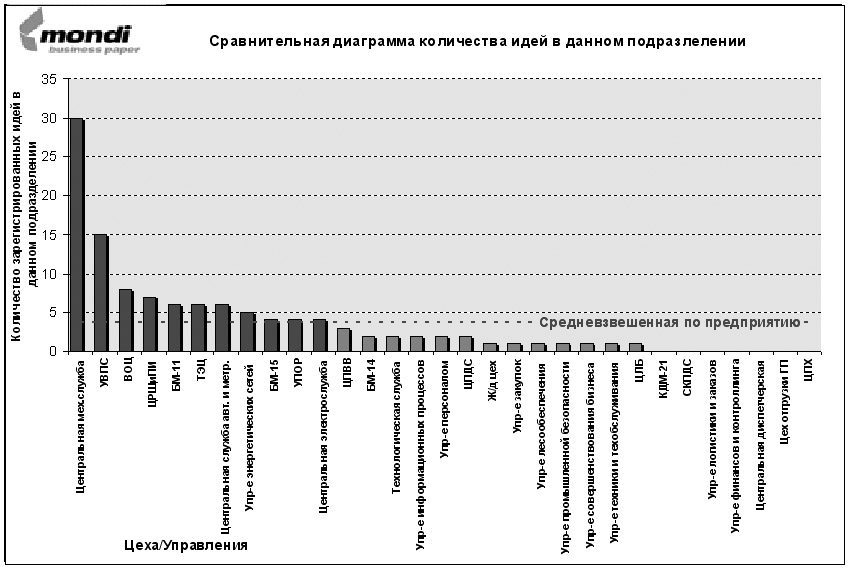 mondi
business paper
Сравнительная диаграмма количества идей в данном подразлелении
Количество зарегистрированных идей в
данном подразделении
35
30
25
20
15
10
5
0
Средневзвешенная по предприятию
Центральная мех.служба
УВПС
ВОЦ
ЦРЩиПИ
БМ-11
ТЭЦ
Центральная служба авт. и метр.
Упр-е энергетических сетей
БМ-15
УПОР
Центральная электрослужба
ЦПВВ
БМ-14
Технологическая служба
Упр-е информационных процессов
Упр-е персоналом
ЦПДС
Ж/д цех
Упр-е закупок
Упр-е лесообеспечения
Упр-е промышленной безопасности
Упр-е совершенствования бизнеса
Упр-е техники и техобслуживания
ЦПБ
КДМ-21
СКПДС
Упр-е логистики и заказов
Упр-е финансов и контроллинга
Центральная диспетчерская
Цех отгрузки ГП
ЦПХ
Цеха/Управления